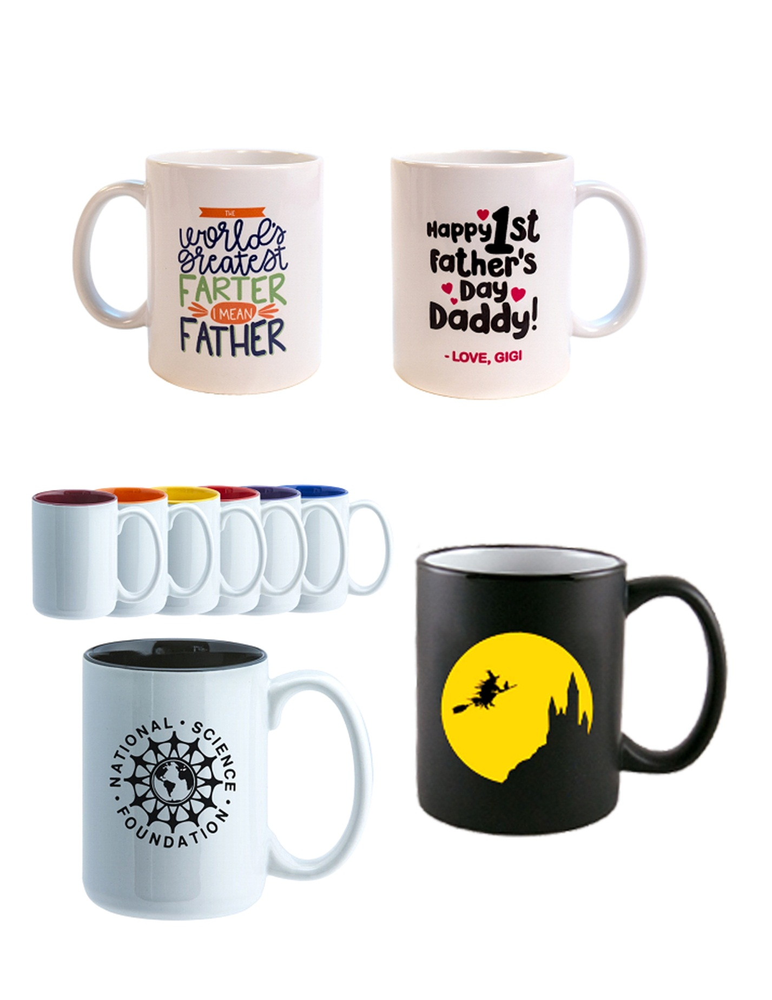 THE
world's
greatest
FARTER
I MEAN
FATHER
Happy 1st
Father's
Day
Daddy!
- LOVE, GIGI
NATIONAL · SCIENCE · FOUNDATION ·